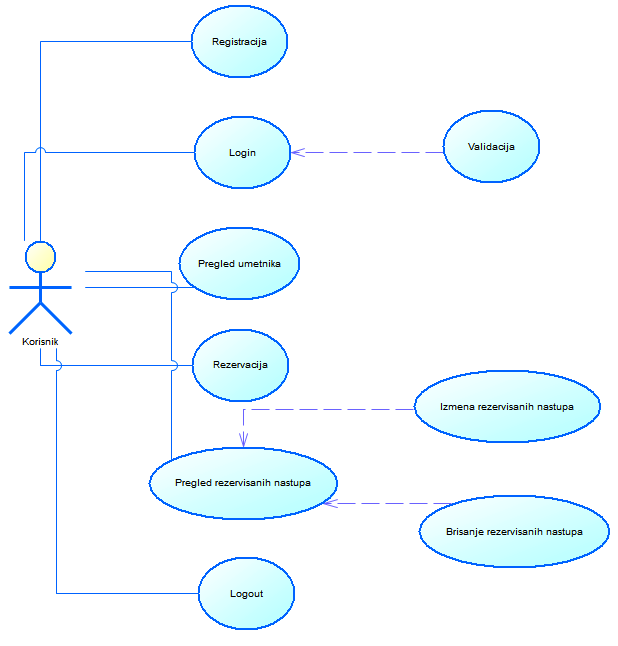 Registracija
Login
Validacija
Pregled umetnika
Korisnik
Rezervacija
Izmena rezervisanih nastupa
Pregled rezervisanih nastupa
Brisanje rezervisanih nastupa
Logout